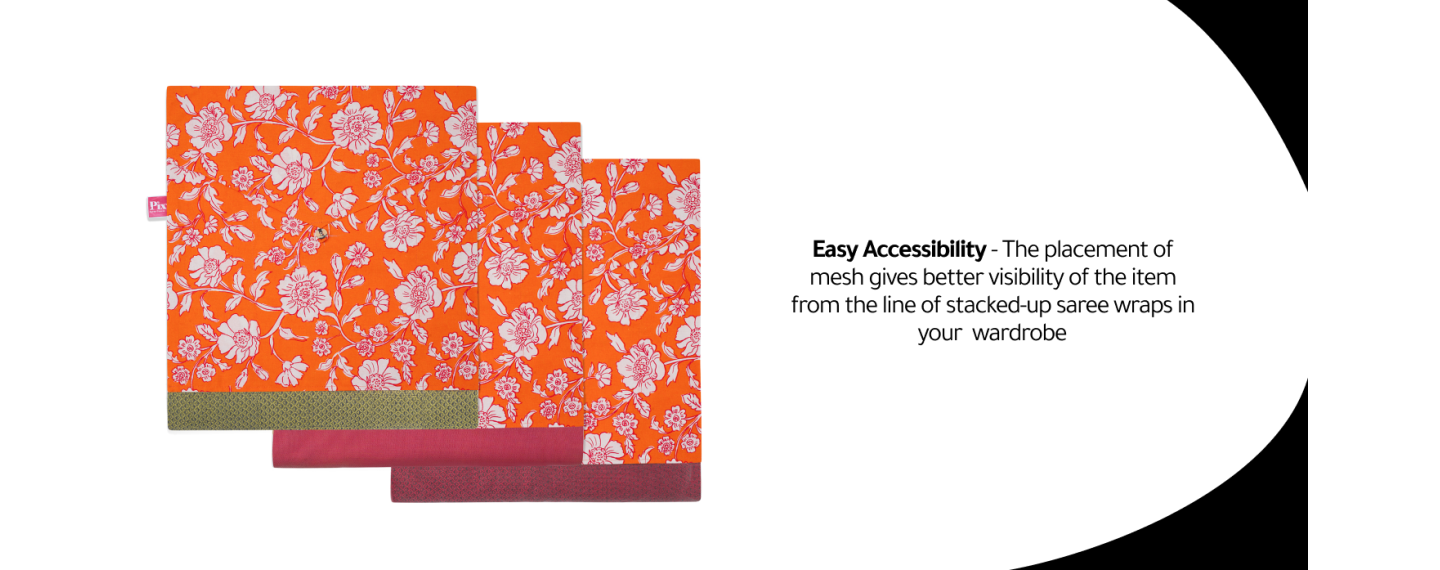 Pix
Easy Accessibility - The placement of
mesh gives better visibility of the item
from the line of stacked-up saree wraps in
your wardrobe